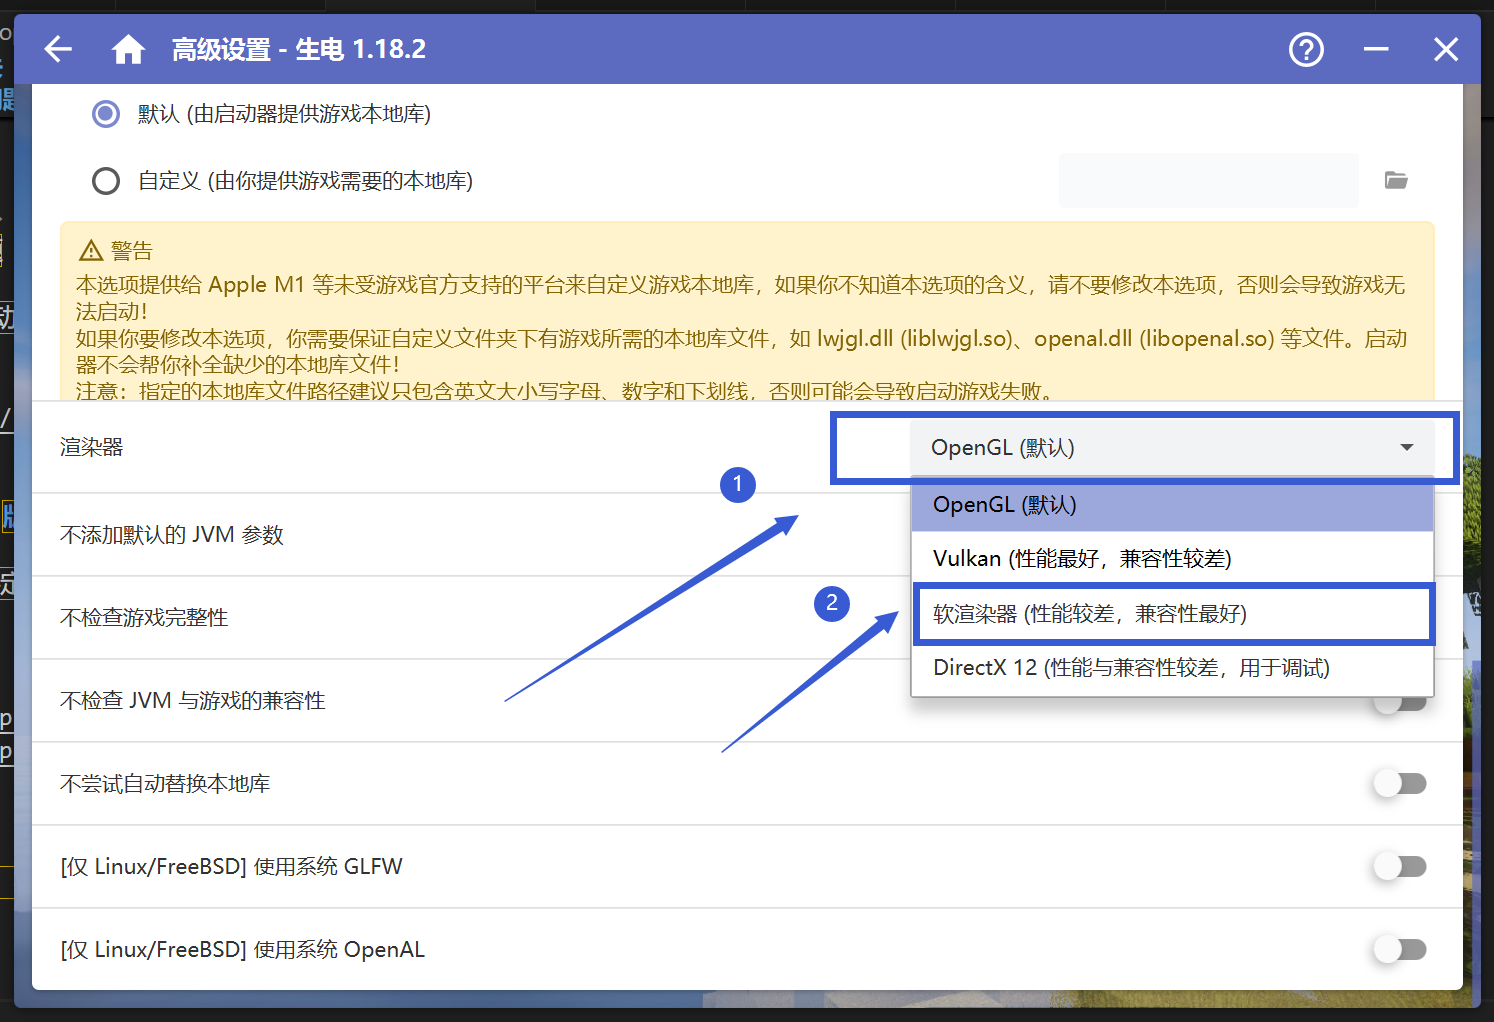 高级设置 - 生电 1.18.2
默认 (由启动器提供游戏本地库)
自定义 (由你提供游戏需要的本地库)
警告
本选项提供给 Apple M1 等未受游戏官方支持的平台来自定义游戏本地库，如果你不知道本选项的含义，请不要修改本选项，否则会导致游戏无
法启动！
如果你要修改本选项，你需要保证自定义文件夹下有游戏所需的本地库文件，如 lwjgl.dll (liblwjgl.so)、openal.dll (libopenal.so) 等文件。启动
器不会帮你补全缺少的本地库文件！
注意：指定的本地库文件路径建议只包含英文大小写字母、数字和下划线，否则可能会导致启动游戏失败。
渲染器
OpenGL (默认)
1
OpenGL (默认)
不添加默认的 JVM 参数
Vulkan (性能最好，兼容性较差)
2
软渲染器 (性能较差，兼容性最好)
不检查游戏完整性
DirectX 12 (性能与兼容性较差，用于调试)
不检查 JVM 与游戏的兼容性
不尝试自动替换本地库
[仅 Linux/FreeBSD] 使用系统 GLFW
[仅 Linux/FreeBSD] 使用系统 OpenAL